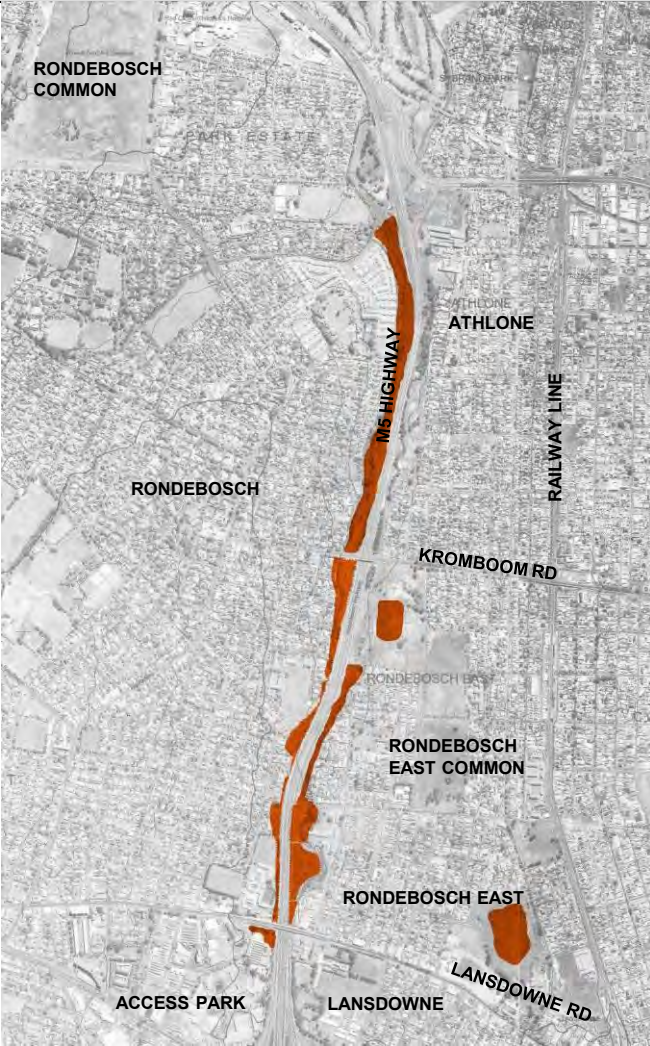 RONDEBOSCH
COMMON
PARK ESTATE
ATHLONE
ATHLONE
M5 HIGHWAY
RAILWAY LINE
RONDEBOSCH
KROMBOOM RD
RONDEBOSCH EAST
RONDEBOSCH
EAST COMMON
RONDEBOSCH EAST
LANSDOWNE RD
ACCESS PARK
LANSDOWNE